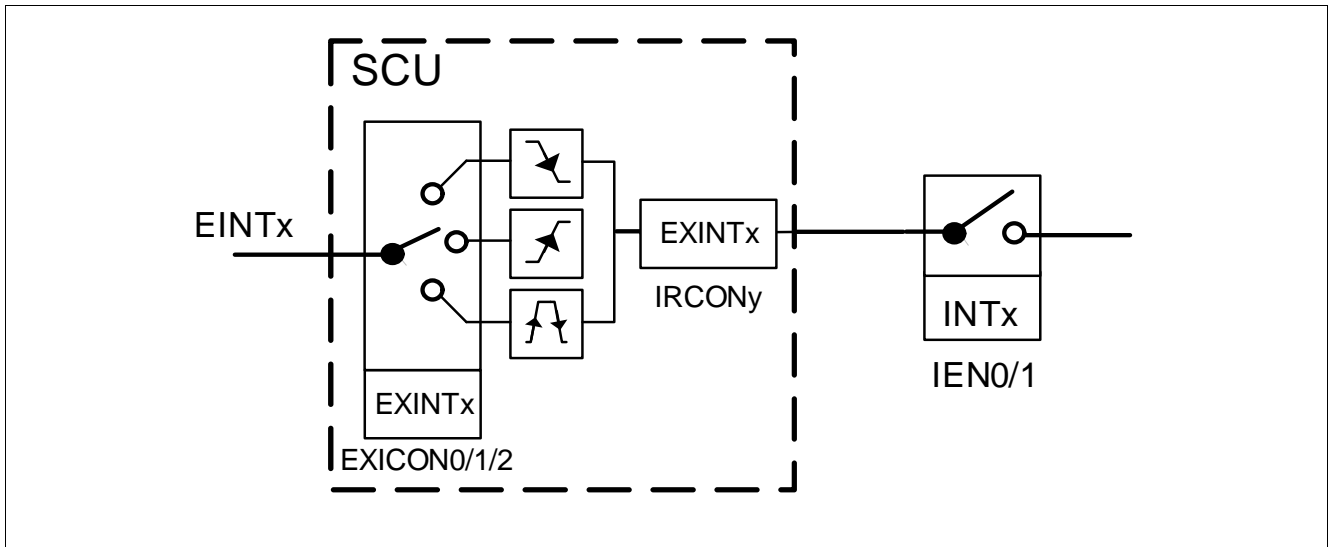 SCU
EINTx
EXINTx
EXICON0/1/2
EXINTx
IRCONy
INTx
IEN0/1